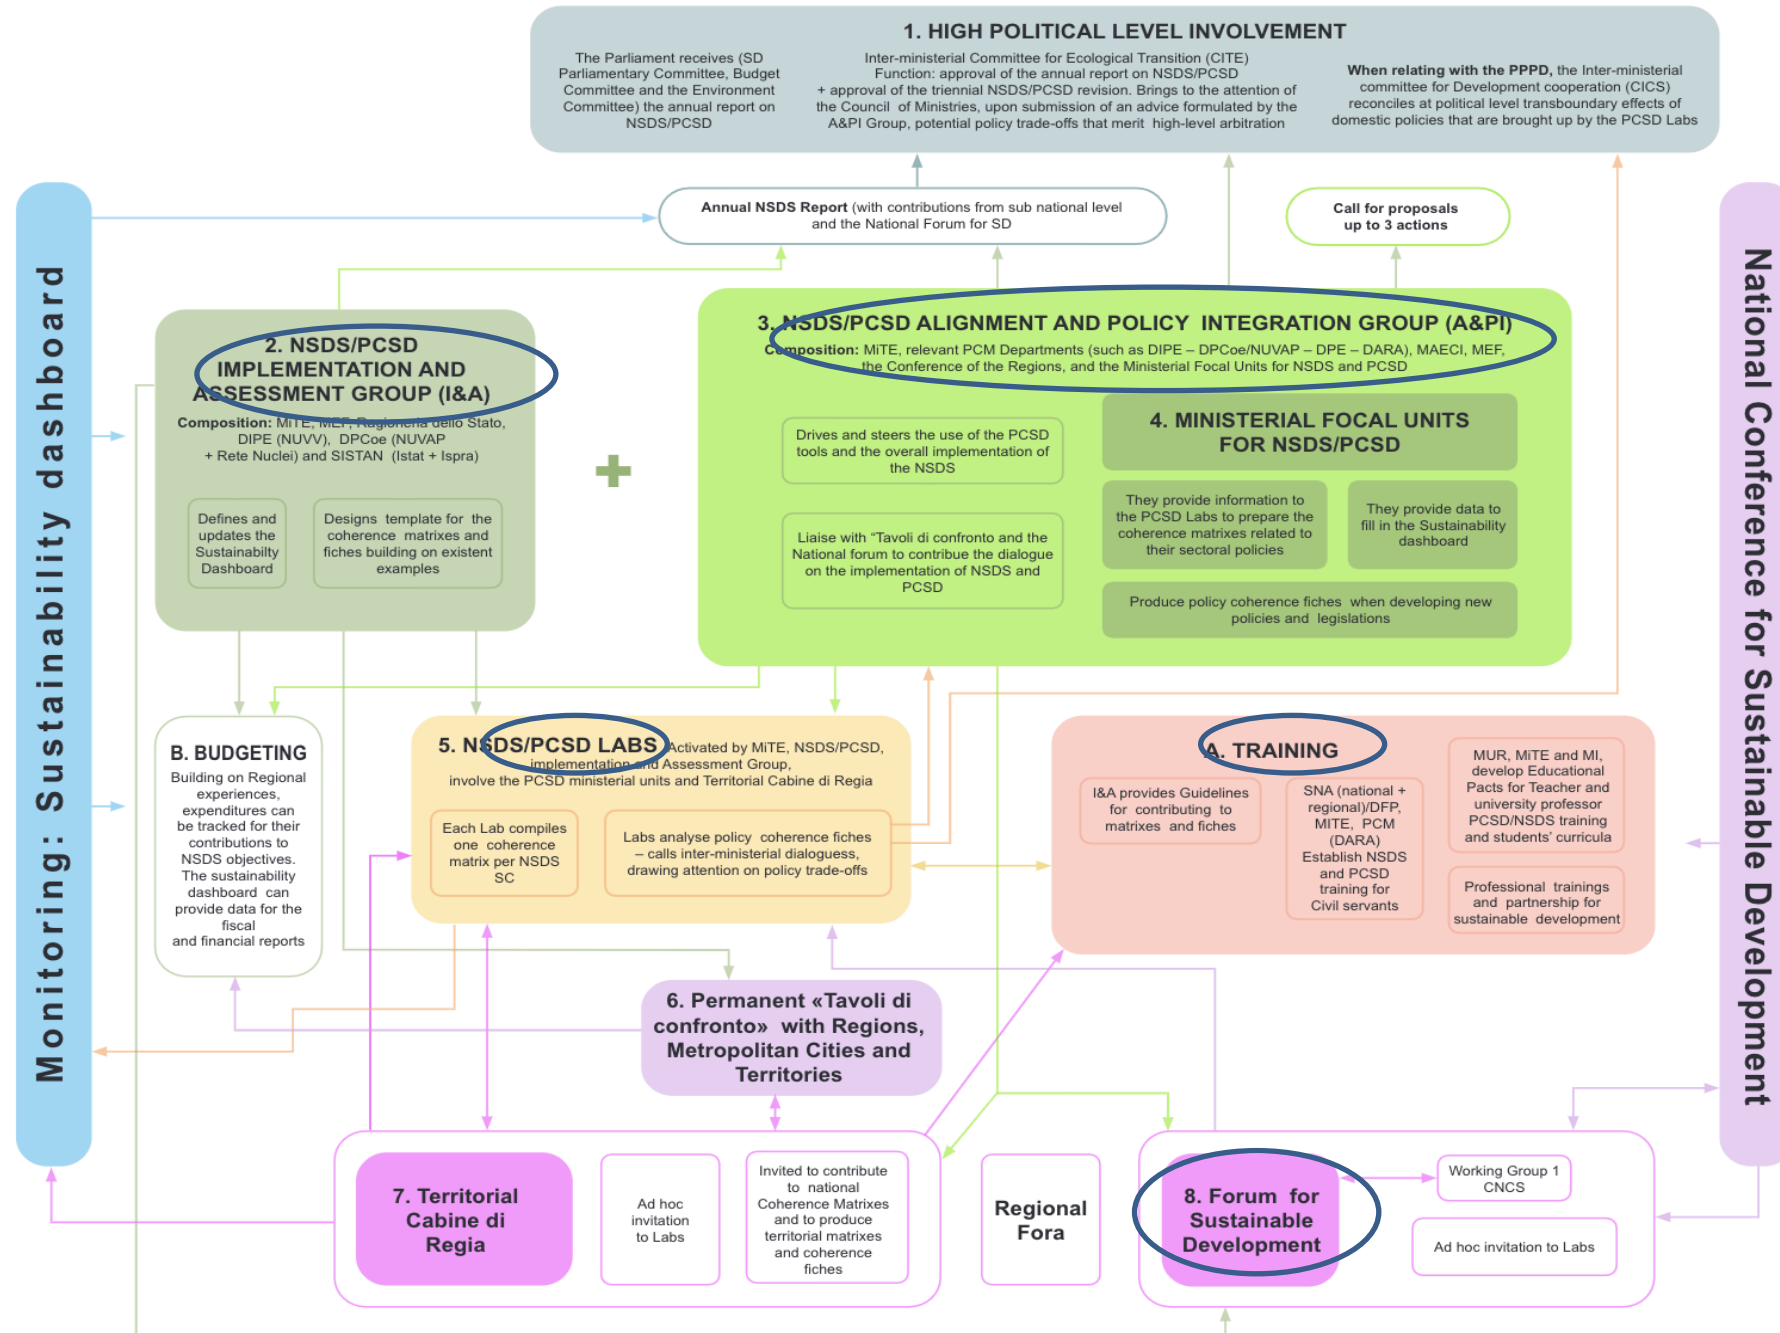 1. HIGH POLITICAL LEVEL INVOLVEMENT
The Parliament receives (SD
Parliamentary Committee, Budget
Committee and the Environment
Committee) the annual report on
NSDS/PCSD
Inter-ministerial Committee for Ecological Transition (CITE)
Function: approval of the annual report on NSDS/PCSD
+ approval of the triennial NSDS/PCSD revision. Brings to the attention of
the Council of Ministries, upon submission of an advice formulated by the
A&PI Group, potential policy trade-offs that merit high-level arbitration
When relating with the PPPD, the Inter-ministerial
committee for Development cooperation (CICS)
reconciles at political level transboundary effects of
domestic policies that are brought up by the PCSD Labs
Monitoring: Sustainability dashboard
Annual NSDS Report (with contributions from sub national level
and the National Forum for SD
Call for proposals
up to 3 actions
National Conference for Sustainable Development
2. NSDS/PCSD
IMPLEMENTATION AND
ASSESSMENT GROUP (I&A)
Composition: MiTE, MEF, Ragioneria dello Stato,
DIPE (NUVV), DPCoe (NUVAP
+ Rete Nuclei) and SISTAN (Istat + Ispra)
Defines and
updates the
Sustainabilty
Dashboard
Designs template for the
coherence matrixes and
fiches building on existent
examples
3. NSDS/PCSD ALIGNMENT AND POLICY INTEGRATION GROUP (A&PI)
Composition: MiTE, relevant PCM Departments (such as DIPE – DPCoe/NUVAP – DPE – DARA), MAECI, MEF,
the Conference of the Regions, and the Ministerial Focal Units for NSDS and PCSD
Drives and steers the use of the PCSD
tools and the overall implementation of
the NSDS
Liaise with “Tavoli di confronto and the
National forum to contribue the dialogue
on the implementation of NSDS and
PCSD
4. MINISTERIAL FOCAL UNITS
FOR NSDS/PCSD
They provide information to
the PCSD Labs to prepare the
coherence matrixes related to
their sectoral policies
They provide data to
fill in the Sustainability
dashboard
Produce policy coherence fiches when developing new
policies and legislations
B. BUDGETING
Building on Regional
experiences,
expenditures can
be tracked for their
contributions to
NSDS objectives.
The sustainability
dashboard can
provide data for the
fiscal
and financial reports
5. NSDS/PCSD LABS Activated by MiTE, NSDS/PCSD,
implementation and Assessment Group,
involve the PCSD ministerial units and Territorial Cabine di Regia
Each Lab compiles
one coherence
matrix per NSDS
SC
Labs analyse policy coherence fiches
– calls inter-ministerial dialoguess,
drawing attention on policy trade-offs
A. TRAINING
I&A provides Guidelines
for contributing to
matrixes and fiches
SNA (national +
regional)/DFP,
MITE, PCM
(DARA)
Establish NSDS
and PCSD
training for
Civil servants
MUR, MiTE and MI,
develop Educational
Pacts for Teacher and
university professor
PCSD/NSDS training
and students’ curricula
Professional trainings
and partnership for
sustainable development
6. Permanent «Tavoli di
confronto» with Regions,
Metropolitan Cities and
Territories
7. Territorial
Cabine di
Regia
Ad hoc
invitation
to Labs
Invited to contribute
to national
Coherence Matrixes
and to produce
territorial matrixes
and coherence
fiches
Regional
Fora
8. Forum for
Sustainable
Development
Working Group 1
CNCS
Ad hoc invitation to Labs